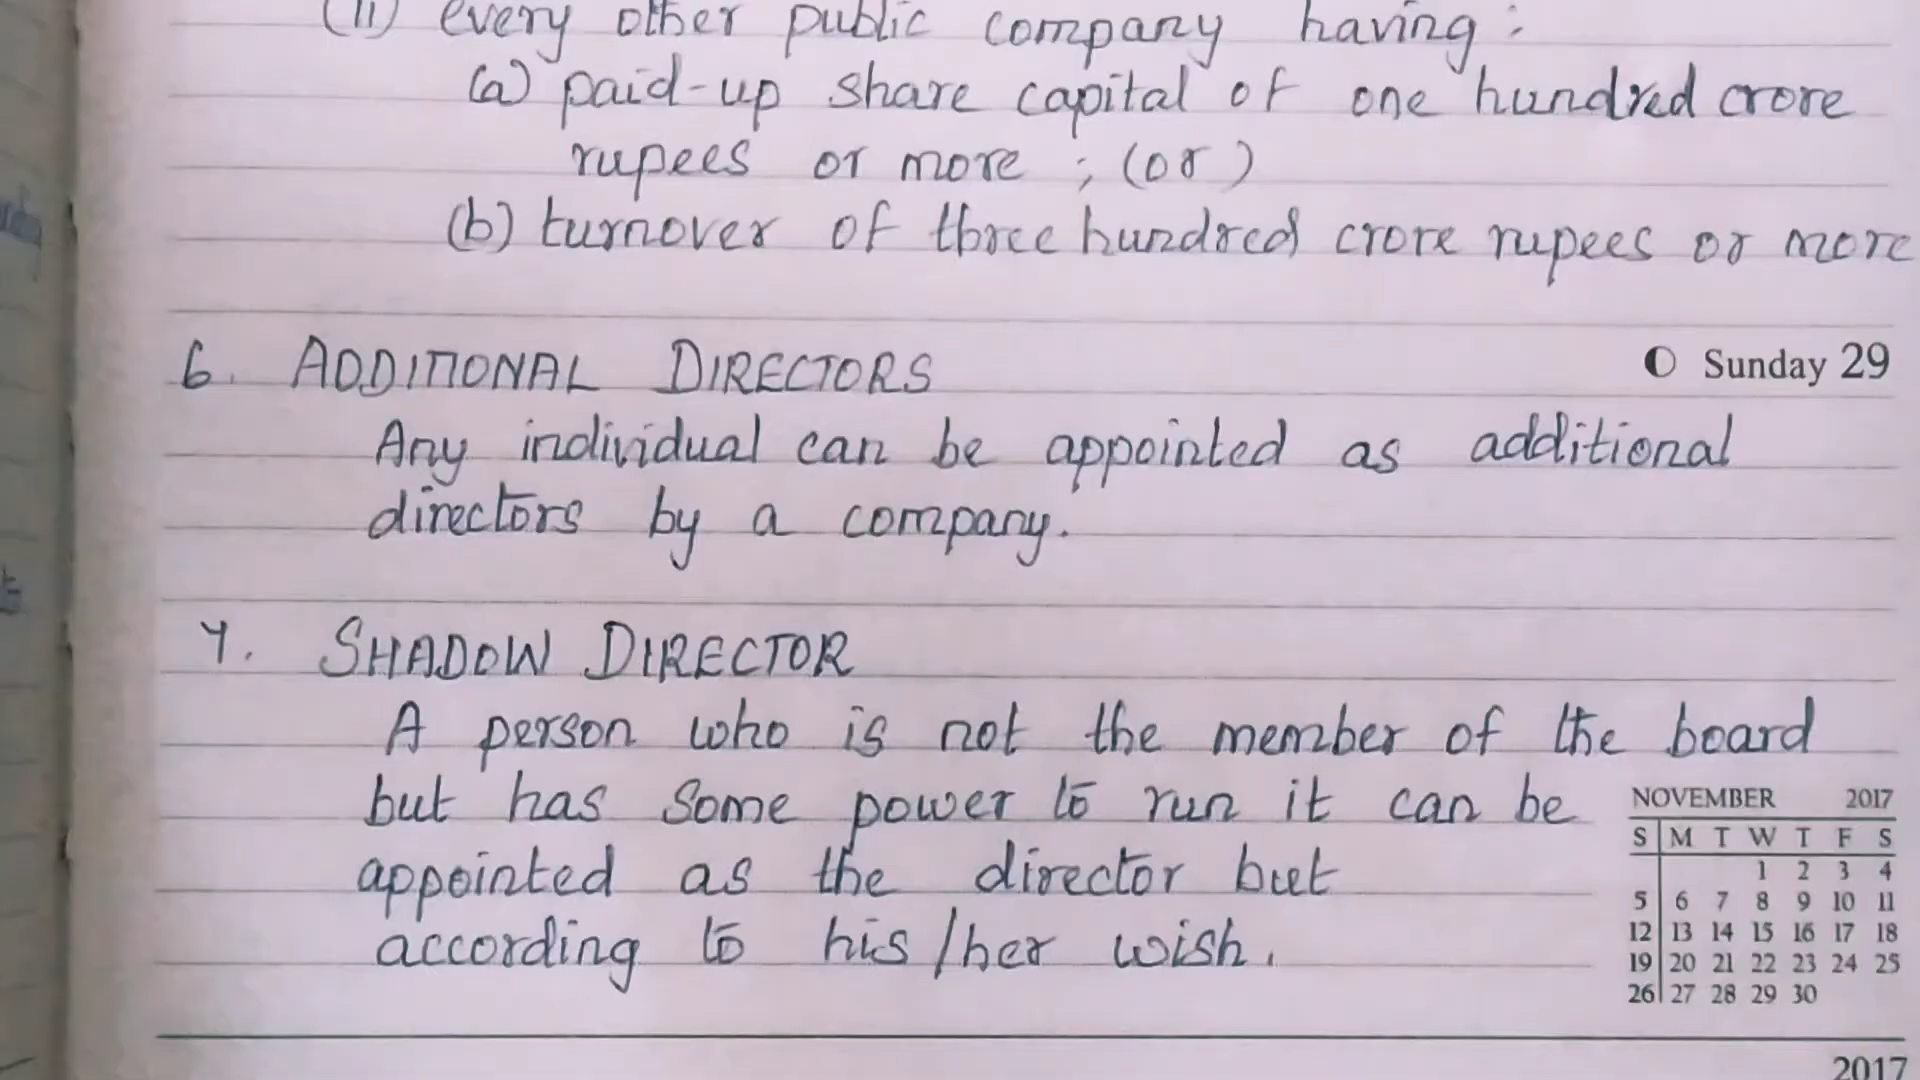 (ii) every other public company having :
(a) paid-up share capital of one hundred crore
rupees or more ; (or)
(b) turnover of three hundred crore rupees or more
6. ADDITIONAL DIRECTORS
Sunday 29
Any individual can be appointed as additional
directors by a company.
7. SHADOW DIRECTOR
A person who is not the member of the board
but has some power to run it can be
appointed as the director but
according to his/her wish.
NOVEMBER 2017
S M T W T F S
1 2 3 4
5 6 7 8 9 10 11
12 13 14 15 16 17 18
19 20 21 22 23 24 25
26 27 28 29 30
2017